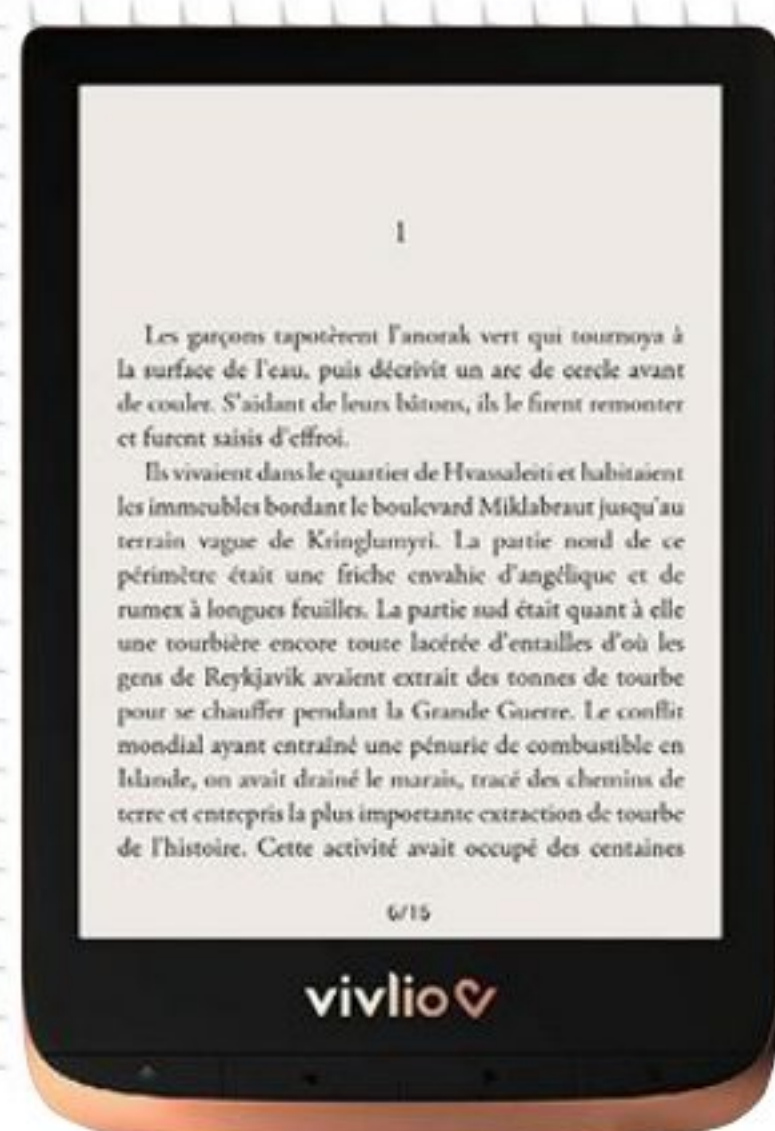 1
Les garçons tapotèrent l'anorak vert qui tournoya à
la surface de l'eau, puis décrivit un arc de cercle avant
de couler. S'aidant de leurs bâtons, ils le firent remonter
et furent saisis d'effroi.
Ils vivaient dans le quartier de Hvassaleiti et habitaient
les immeubles bordant le boulevard Miklabraut jusqu'au
terrain vague de Kringlumyri. La partie nord de ce
périmètre était une friche envahie d'angélique et de
rumex à longues feuilles. La partie sud était quant à elle
une tourbière encore toute lacérée d'entailles d'où les
gens de Reykjavik avaient extrait des tonnes de tourbe
pour se chauffer pendant la Grande Guerre. Le conflit
mondial ayant entraîné une pénurie de combustible en
Islande, on avait drainé le marais, tracé des chemins de
terre et entrepris la plus importante extraction de tourbe
de l'histoire. Cette activité avait occupé des centaines
6/15
vivlio